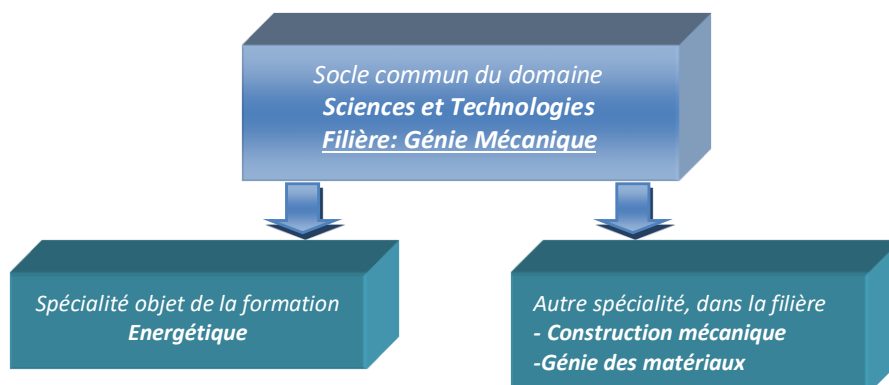 Socle commun du domaine
Sciences et Technologies
Filière: Génie Mécanique
Spécialité objet de la formation
Energétique
Autre spécialité, dans la filière
- Construction mécanique
-Génie des matériaux